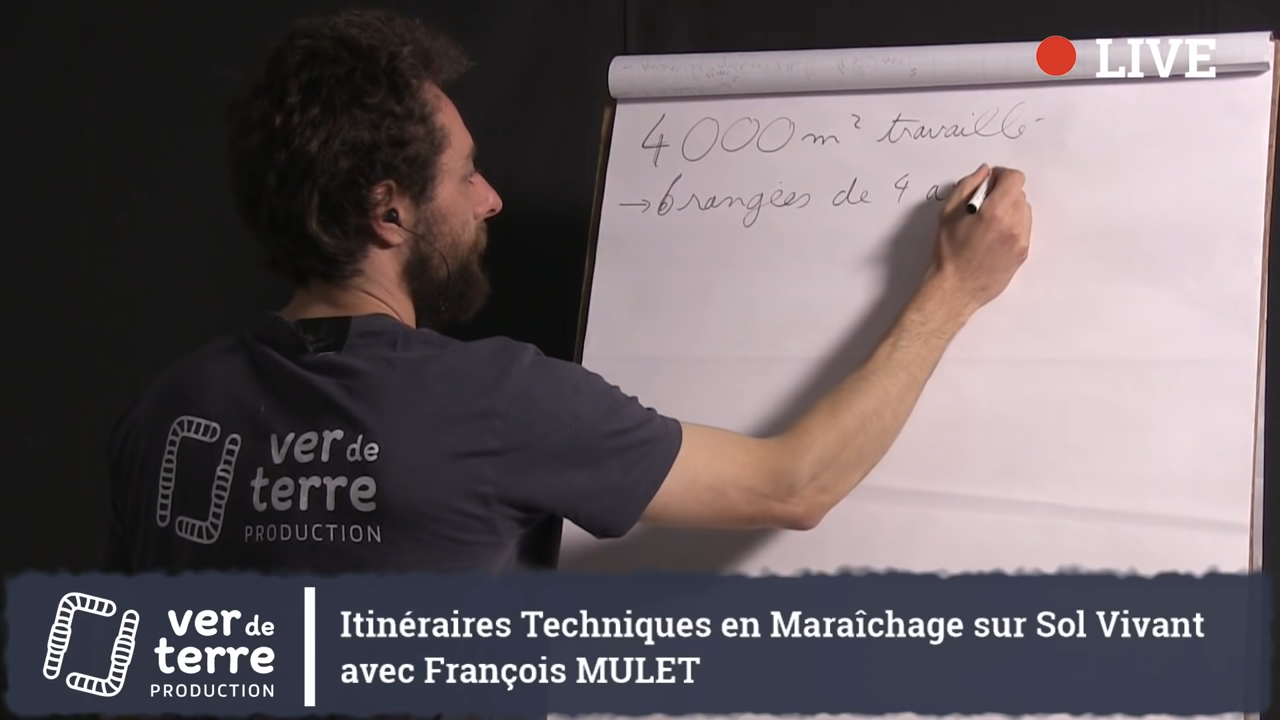 LIVE
4000 m² travaillé
→ 6 rangées de 4 a
ver de
terre
PRODUCTION
ver de
terre
PRODUCTION
Itinéraires Techniques en Maraîchage sur Sol Vivant
avec François MULET